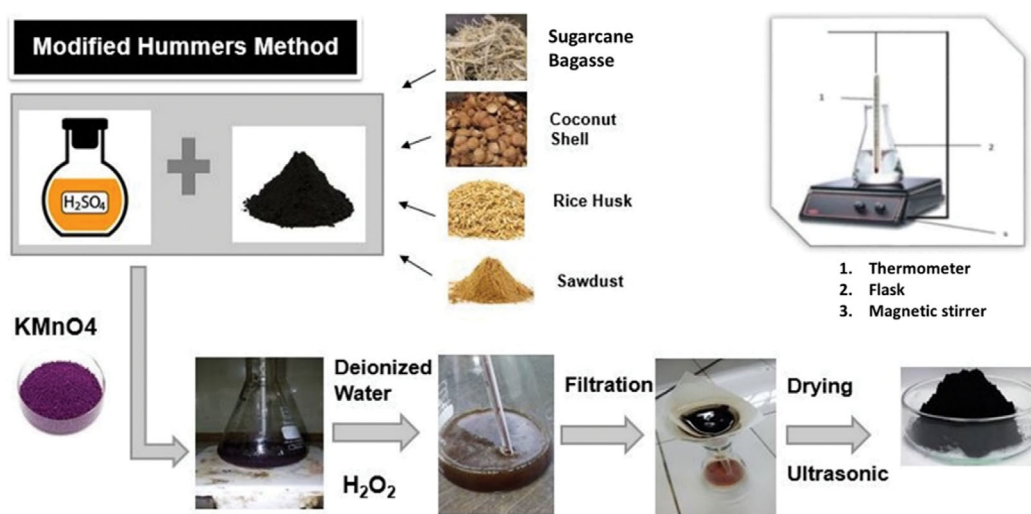 Modified Hummers Method
H₂SO₄
Sugarcane
Bagasse
Coconut
Shell
Rice Husk
Sawdust
1
2
1. Thermometer
2. Flask
3. Magnetic stirrer
KMnO4
Deionized
Water
H₂O₂
Filtration
Drying
Ultrasonic